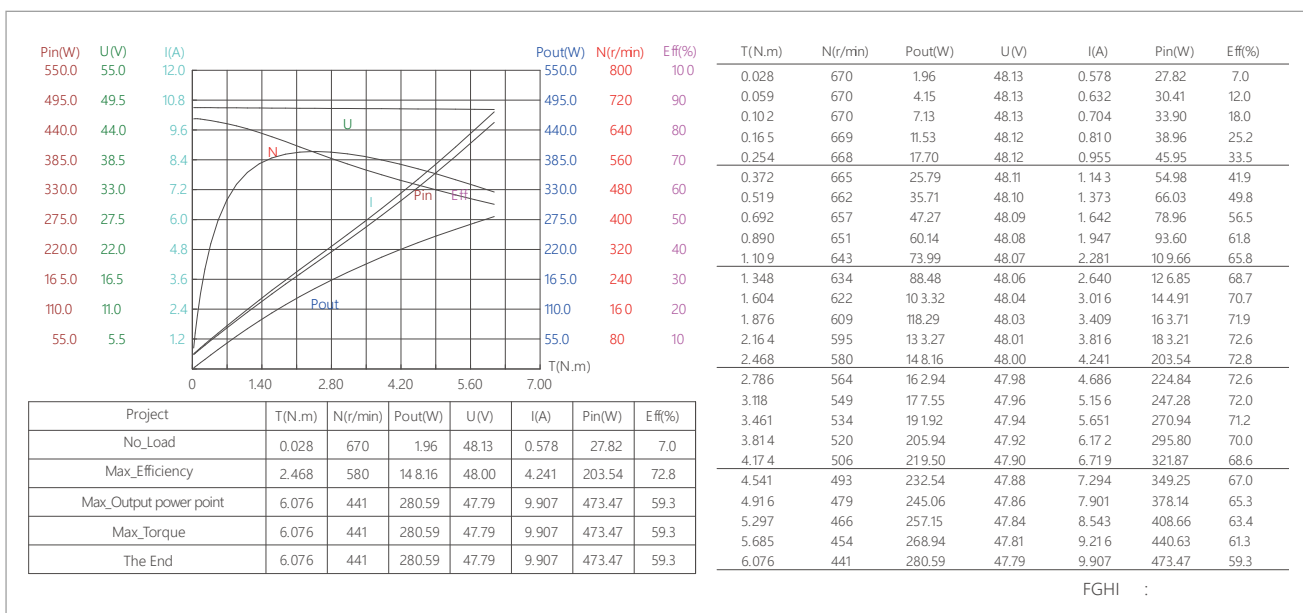 Pin(W) U(V) I(A) Pout(W) N(r/min) Eff(%)
550.0 55.0 12.0 550.0 800 100
495.0 49.5 10.8 495.0 720 90
440.0 44.0 9.6 440.0 640 80
385.0 38.5 8.4 385.0 560 70
330.0 33.0 7.2 330.0 480 60
275.0 27.5 6.0 275.0 400 50
220.0 22.0 4.8 220.0 320 40
165.0 16.5 3.6 165.0 240 30
110.0 11.0 2.4 110.0 160 20
55.0 5.5 1.2 55.0 80 10
U
N
I
Pin
Eff
Pout
T(N.m)
0 1.40 2.80 4.20 5.60 7.00
Project T(N.m) N(r/min) Pout(W) U(V) I(A) Pin(W) Eff(%)
No_Load 0.028 670 1.96 48.13 0.578 27.82 7.0
Max_Efficiency 2.468 580 148.16 48.00 4.241 203.54 72.8
Max_Output power point 6.076 441 280.59 47.79 9.907 473.47 59.3
Max_Torque 6.076 441 280.59 47.79 9.907 473.47 59.3
The End 6.076 441 280.59 47.79 9.907 473.47 59.3
T(N.m) N(r/min) Pout(W) U(V) I(A) Pin(W) Eff(%)
0.028 670 1.96 48.13 0.578 27.82 7.0
0.059 670 4.15 48.13 0.632 30.41 12.0
0.102 670 7.13 48.13 0.704 33.90 18.0
0.165 669 11.53 48.12 0.810 38.96 25.2
0.254 668 17.70 48.12 0.955 45.95 33.5
0.372 665 25.79 48.11 1.143 54.98 41.9
0.519 662 35.71 48.10 1.373 66.03 49.8
0.692 657 47.27 48.09 1.642 78.96 56.5
0.890 651 60.14 48.08 1.947 93.60 61.8
1.109 643 73.99 48.07 2.281 109.66 65.8
1.348 634 88.48 48.06 2.640 126.85 68.7
1.604 622 103.32 48.04 3.016 144.91 70.7
1.876 609 118.29 48.03 3.409 163.71 71.9
2.164 595 133.27 48.01 3.816 183.21 72.6
2.468 580 148.16 48.00 4.241 203.54 72.8
2.786 564 162.94 47.98 4.686 224.84 72.6
3.118 549 177.55 47.96 5.156 247.28 72.0
3.461 534 191.92 47.94 5.651 270.94 71.2
3.814 520 205.94 47.92 6.172 295.80 70.0
4.174 506 219.50 47.90 6.719 321.87 68.6
4.541 493 232.54 47.88 7.294 349.25 67.0
4.916 479 245.06 47.86 7.901 378.14 65.3
5.297 466 257.15 47.84 8.543 408.66 63.4
5.685 454 268.94 47.81 9.216 440.63 61.3
6.076 441 280.59 47.79 9.907 473.47 59.3
FGHI :